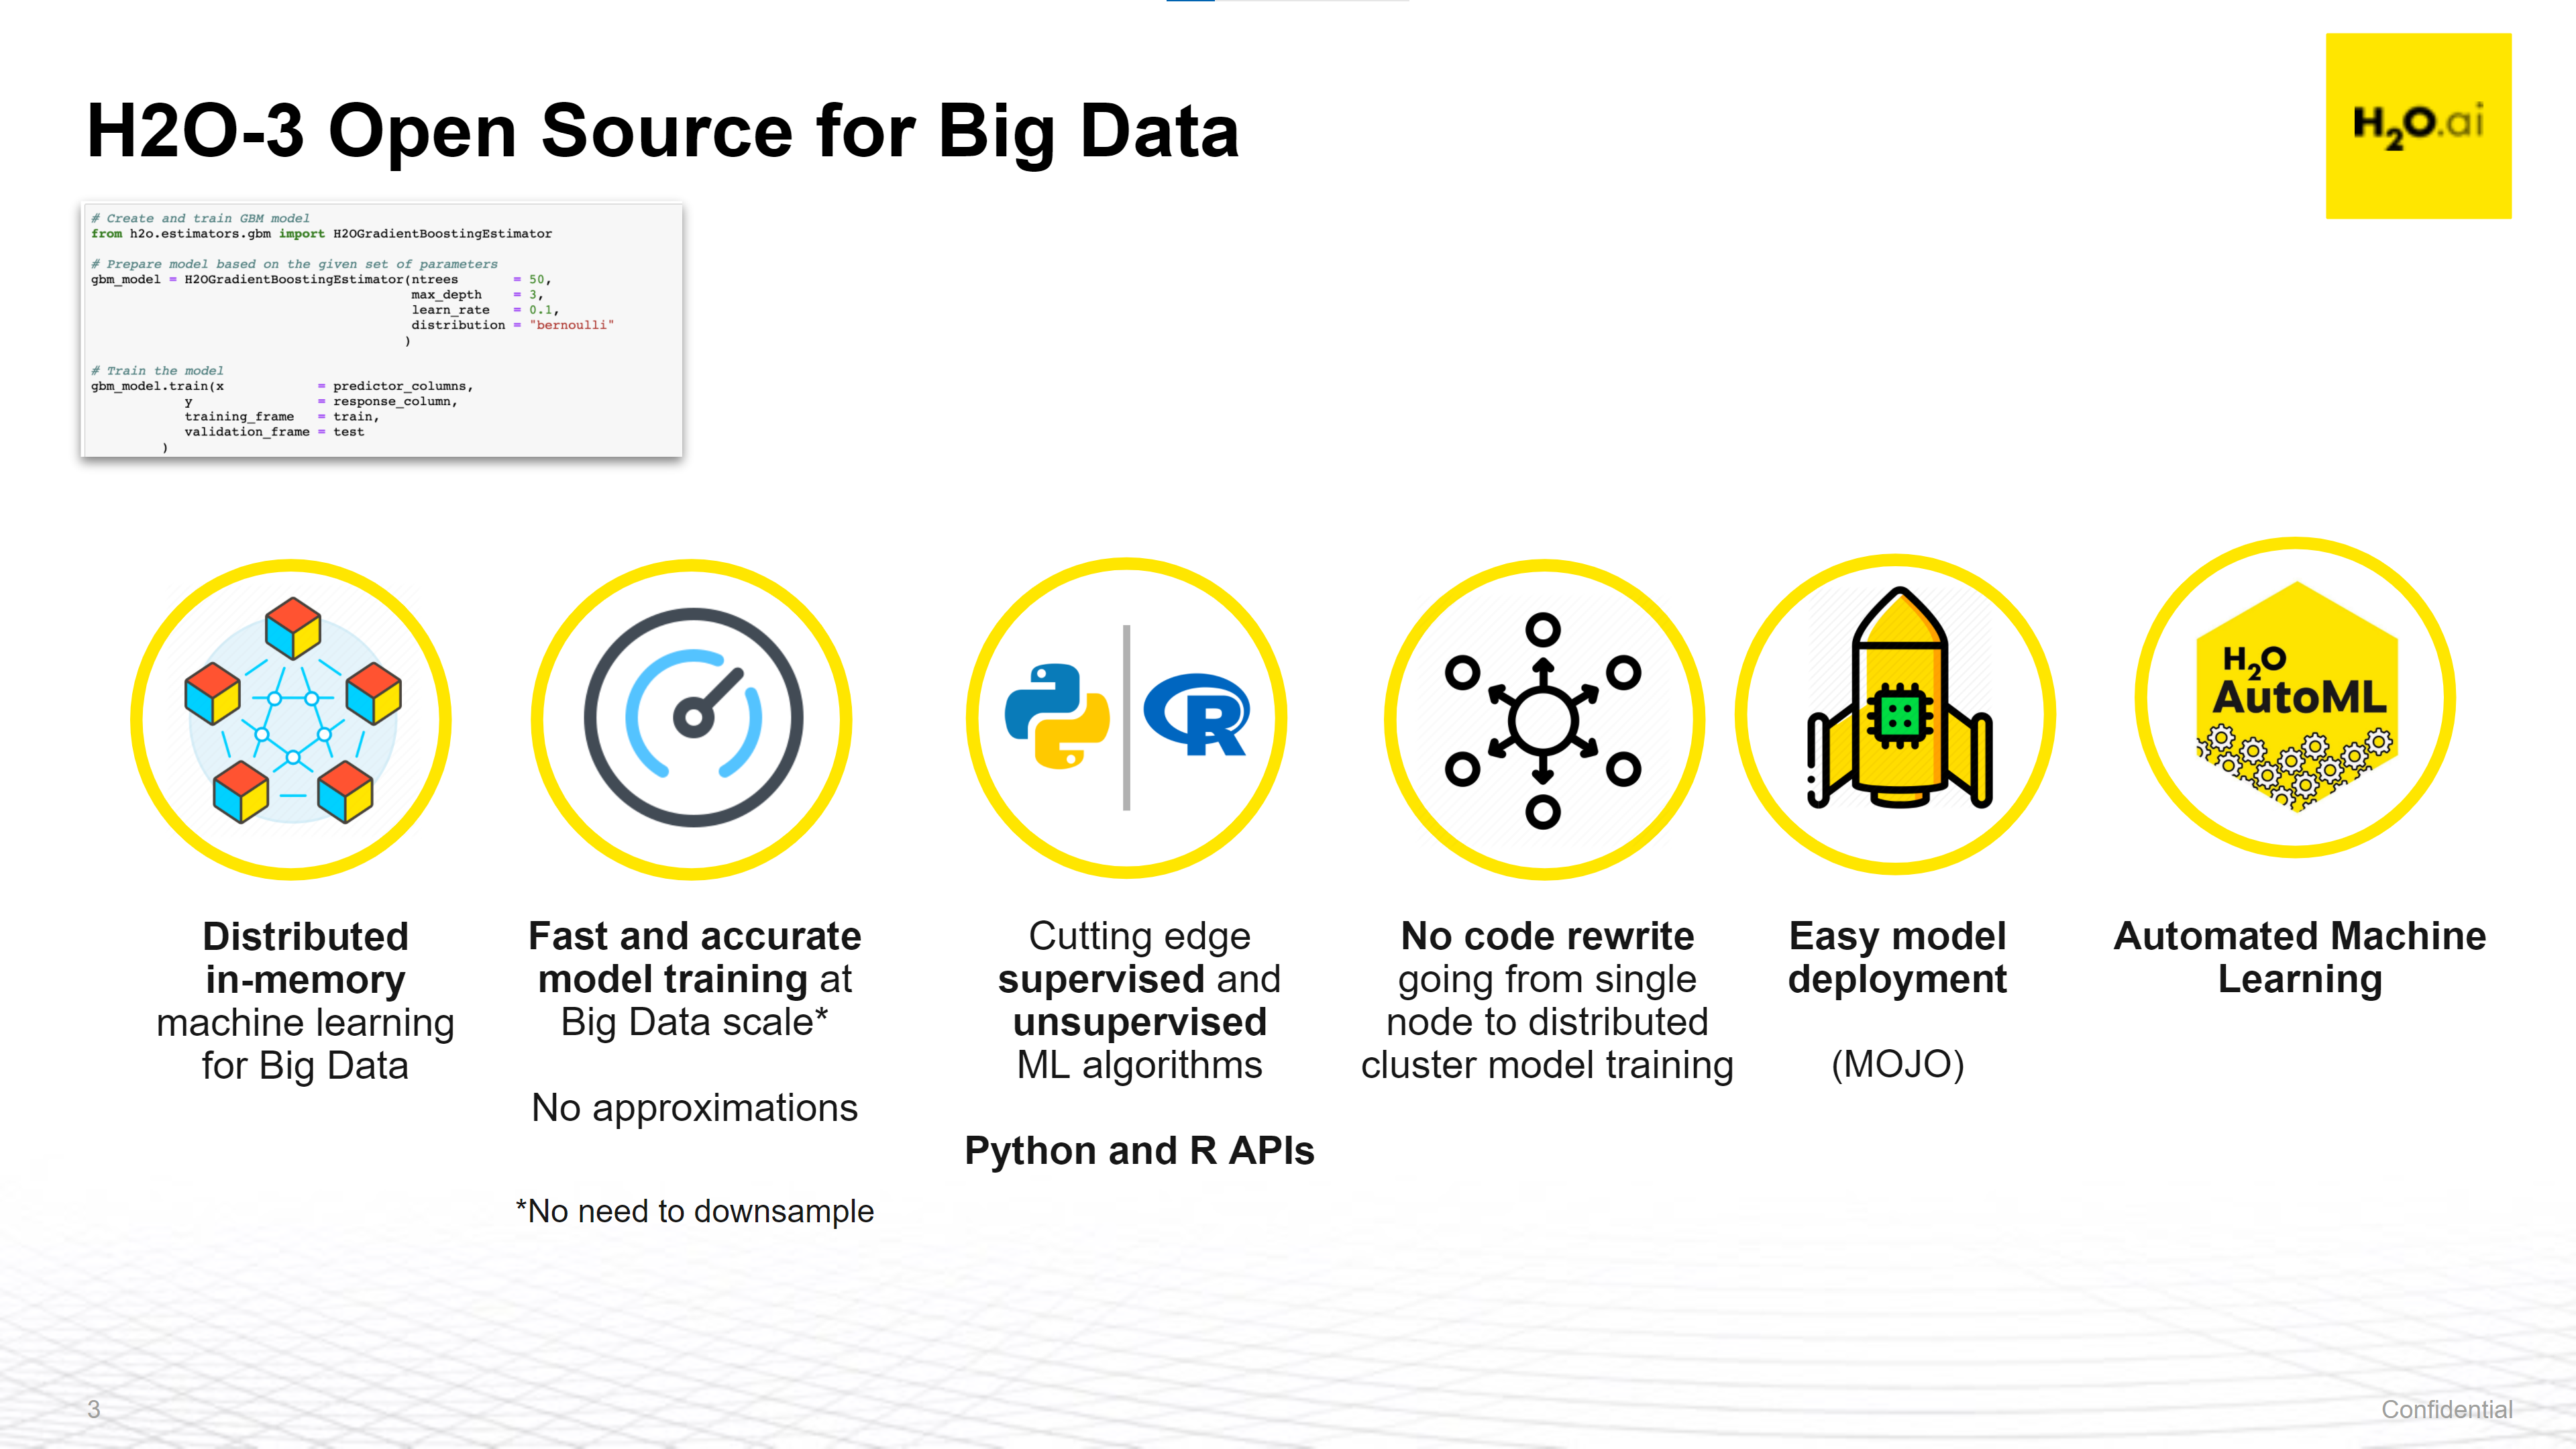 H2O-3 Open Source for Big Data
H2O.ai
# Create and train GBM model
from h2o.estimators.gbm import H2OGradientBoostingEstimator
# Prepare model based on the given set of parameters
gbm_model = H2OGradientBoostingEstimator(ntrees = 50,
max_depth = 3,
learn_rate = 0.1,
distribution = "bernoulli"
)
# Train the model
gbm_model.train(x = predictor_columns,
y = response_column,
training_frame = train,
validation_frame = test
)
H2O
AutoML
Distributed
in-memory
machine learning
for Big Data
Fast and accurate
model training at
Big Data scale*
No approximations
*No need to downsample
Cutting edge
supervised and
unsupervised
ML algorithms
Python and R APIs
No code rewrite
going from single
node to distributed
cluster model training
Easy model
deployment
(MOJO)
Automated Machine
Learning
3
Confidential